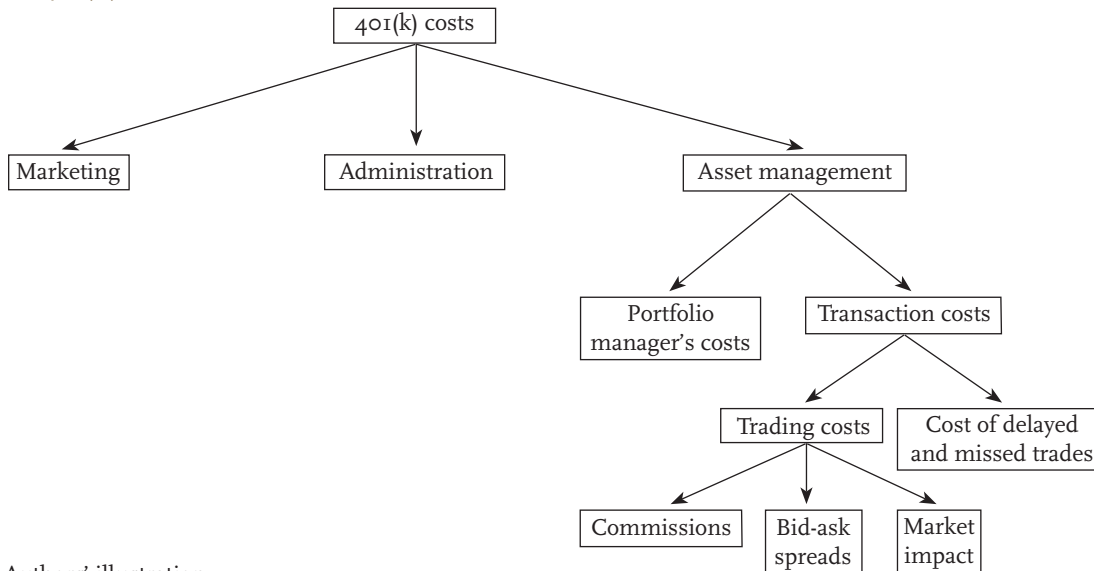 401(k) costs
Marketing
Administration
Asset management
Portfolio
manager's costs
Transaction costs
Trading costs
Cost of delayed
and missed trades
Commissions
Bid-ask
spreads
Market
impact